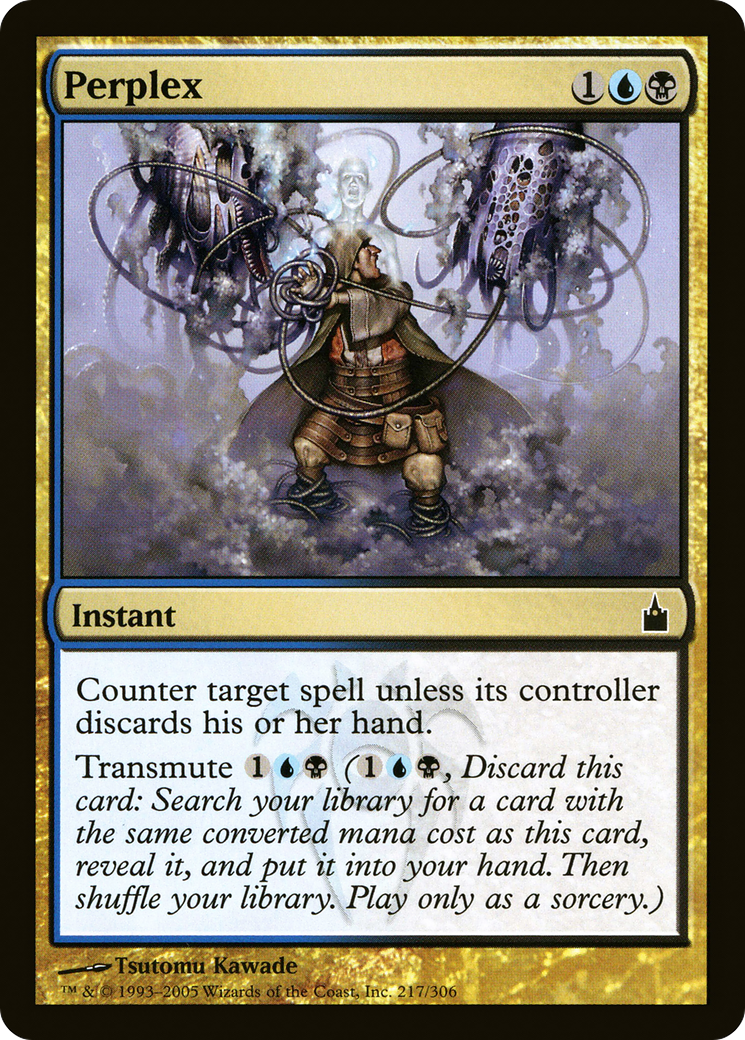 Perplex 1
Instant
Counter target spell unless its controller
discards his or her hand.
Transmute 1 (1 , Discard this
card: Search your library for a card with
the same converted mana cost as this card,
reveal it, and put it into your hand. Then
shuffle your library. Play only as a sorcery.)
Tsutomu Kawade
™ & © 1993–2005 Wizards of the Coast, Inc. 217/306